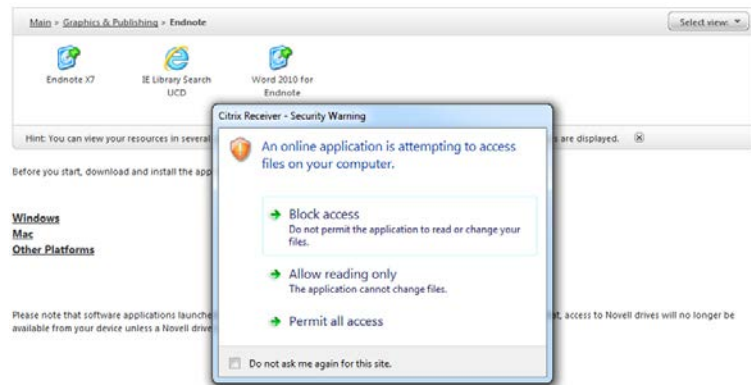 Main > Graphics & Publishing > Endnote
Select view:
Endnote X7
IE Library Search
UCD
Word 2010 for
Endnote
Citrix Receiver - Security Warning
An online application is attempting to access
files on your computer.
Hint: You can view your resources in several
s are displayed.
Before you start, download and install the app
Block access
Do not permit the application to read or change your
files.
Windows
Mac
Other Platforms
Allow reading only
The application cannot change files.
Please note that software applications launche
at, access to Novell drives will no longer be
available from your device unless a Novell drive
Permit all access
Do not ask me again for this site.